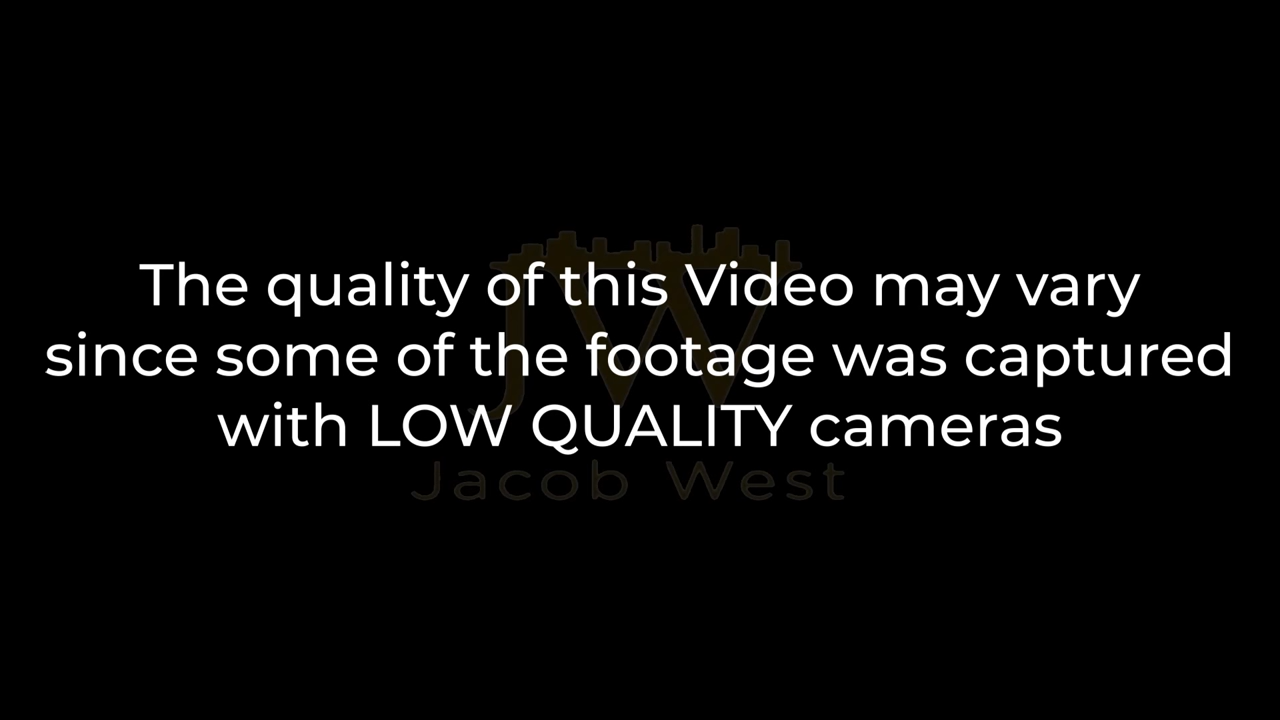 The quality of this Video may vary
since some of the footage was captured
with LOW QUALITY cameras
JW
Jacob West